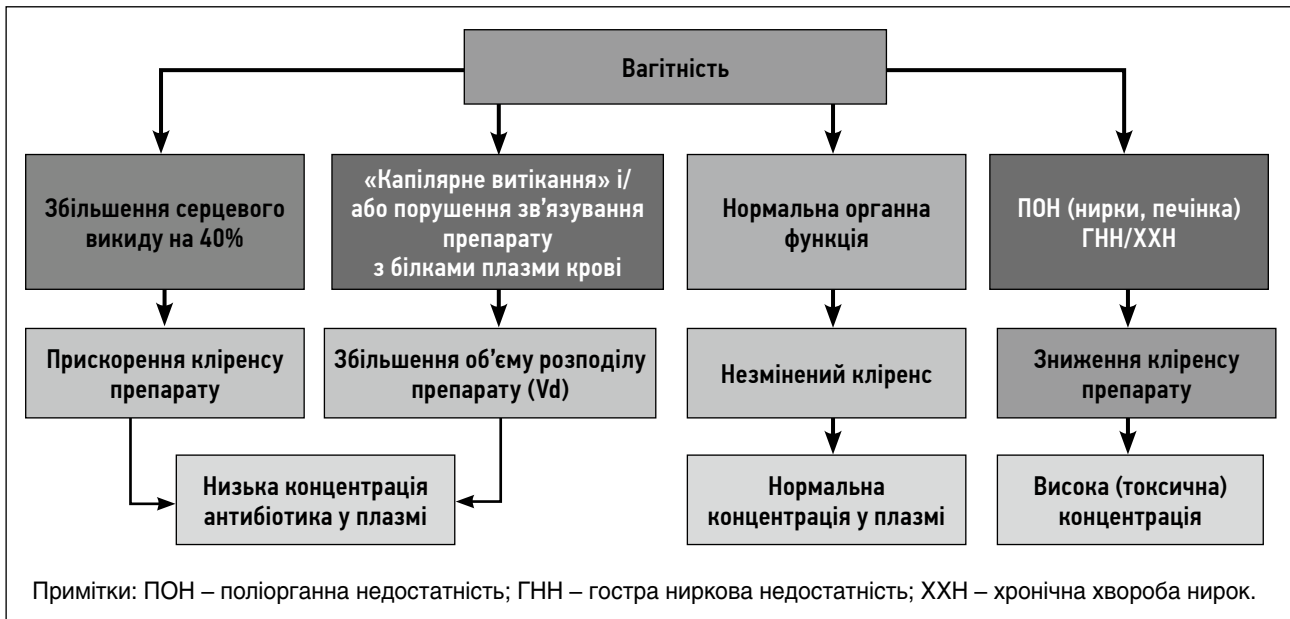 Вагітність
Збільшення серцевого
викиду на 40%
«Капілярне витікання» і/
або порушення зв’язування
препарату
з білками плазми крові
Нормальна органна
функція
ПОН (нирки, печінка)
ГНН/ХХН
Прискорення кліренсу
препарату
Збільшення об’єму розподілу
препарату (Vd)
Незмінений кліренс
Зниження кліренсу
препарату
Низька концентрація
антибіотика у плазмі
Нормальна
концентрація у плазмі
Висока (токсична)
концентрація
Примітки: ПОН – поліорганна недостатність; ГНН – гостра ниркова недостатність; ХХН – хронічна хвороба нирок.